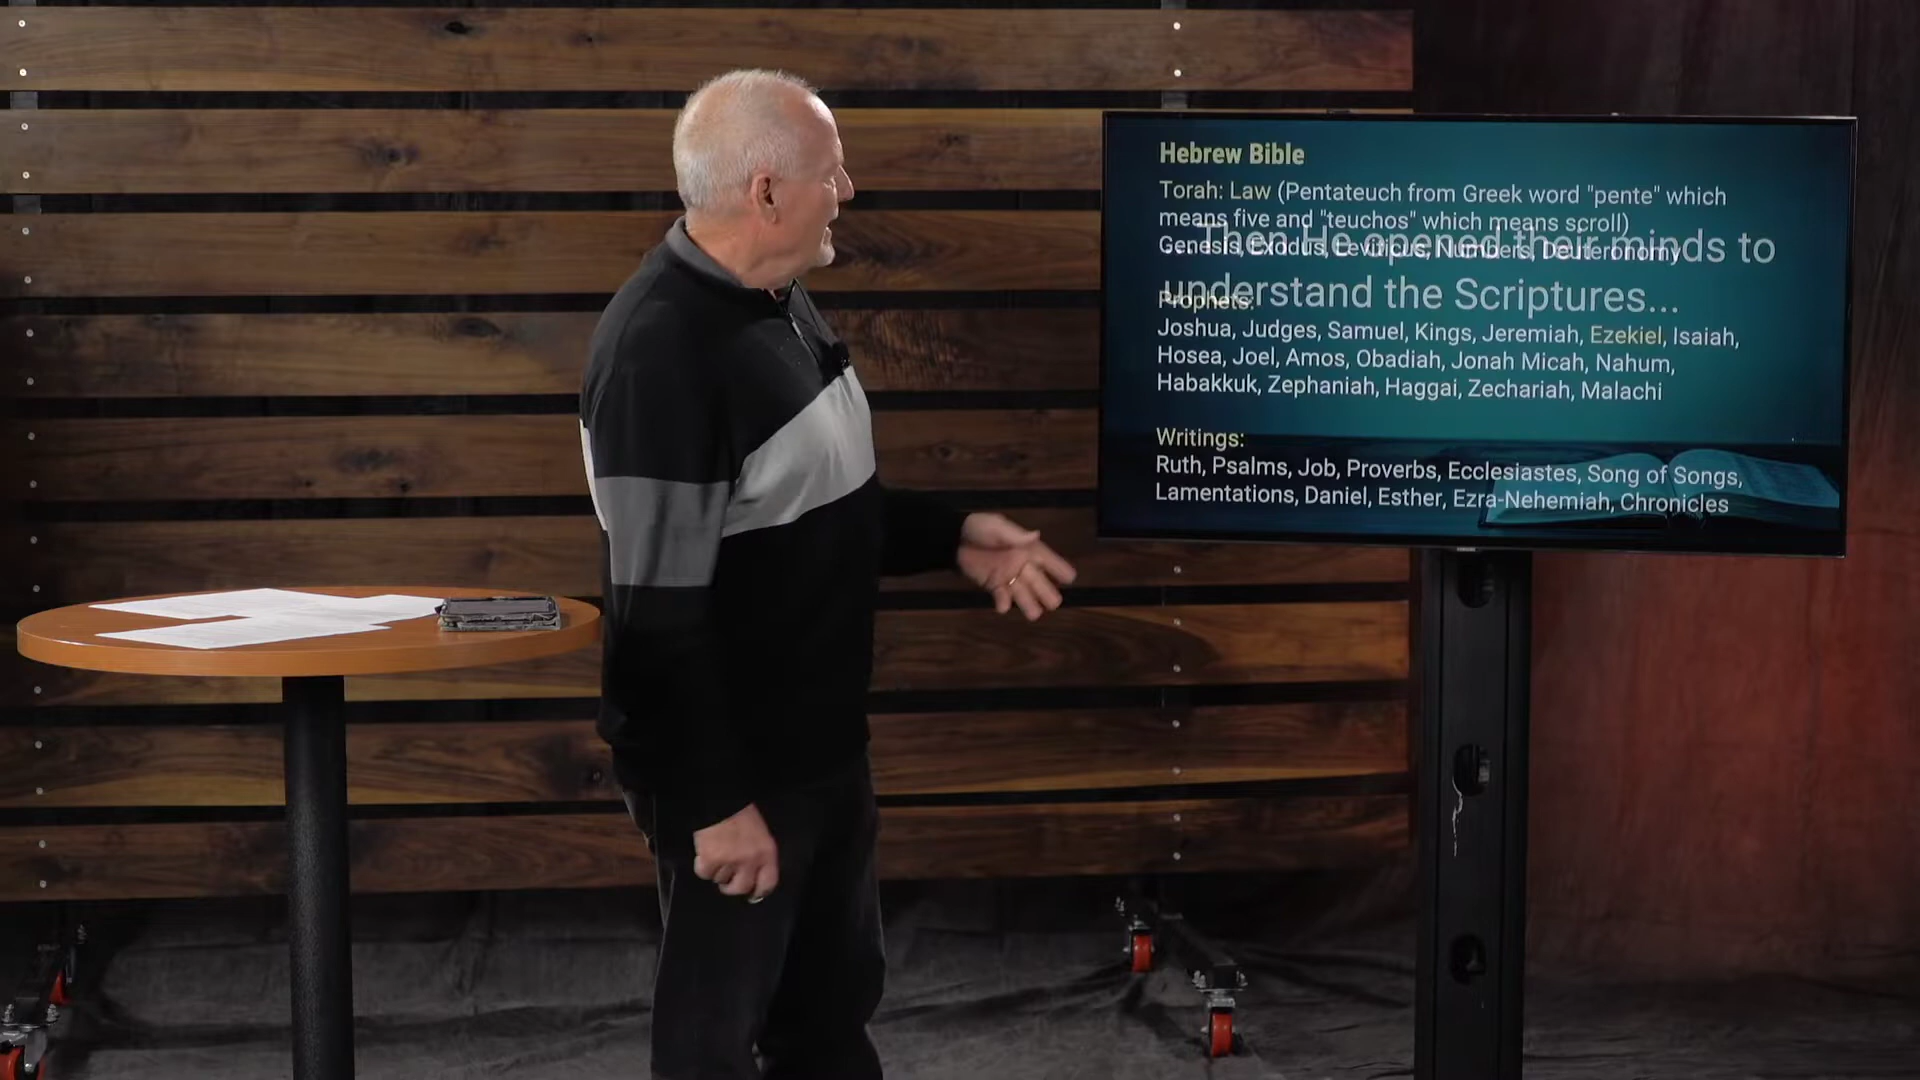 Hebrew Bible
Torah: Law (Pentateuch from Greek word "pente" which
means five and "teuchos" which means scroll)
Genesis, Exodus, Leviticus, Numbers, Deuteronomy
...Then He opened their minds to
understand the Scriptures...
Prophets:
Joshua, Judges, Samuel, Kings, Jeremiah, Ezekiel, Isaiah,
Hosea, Joel, Amos, Obadiah, Jonah Micah, Nahum,
Habakkuk, Zephaniah, Haggai, Zechariah, Malachi
Writings:
Ruth, Psalms, Job, Proverbs, Ecclesiastes, Song of Songs,
Lamentations, Daniel, Esther, Ezra-Nehemiah, Chronicles